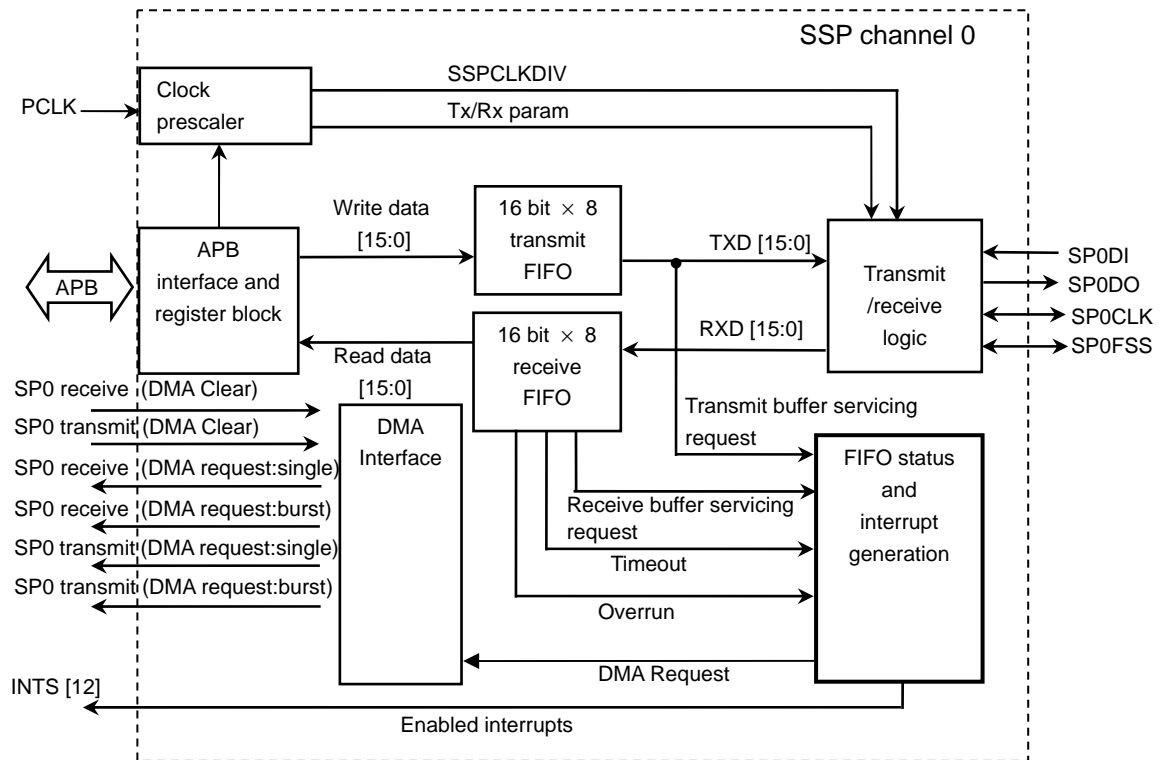 SSP channel 0
SSPCLKDIV
Clock
prescaler
PCLK
Tx/Rx param
Write data
[15:0]
16 bit × 8
transmit
FIFO
TXD [15:0]
APB
interface and
register block
APB
Transmit
/receive
logic
SP0DI
SP0DO
SP0CLK
SP0FSS
16 bit × 8
receive
FIFO
RXD [15:0]
Read data
[15:0]
SP0 receive (DMA Clear)
SP0 transmit (DMA Clear)
SP0 receive (DMA request:single)
SP0 receive (DMA request:burst)
SP0 transmit (DMA request:single)
SP0 transmit (DMA request:burst)
DMA
Interface
Transmit buffer servicing
request
FIFO status
and
interrupt
generation
Receive buffer servicing
request
Timeout
Overrun
DMA Request
INTS [12]
Enabled interrupts